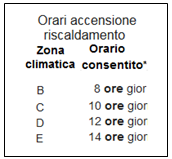 Orari accensione
riscaldamento
Zona Orario
climatica consentito*
B 8 ore gior
C 10 ore gior
D 12 ore gior
E 14 ore gior